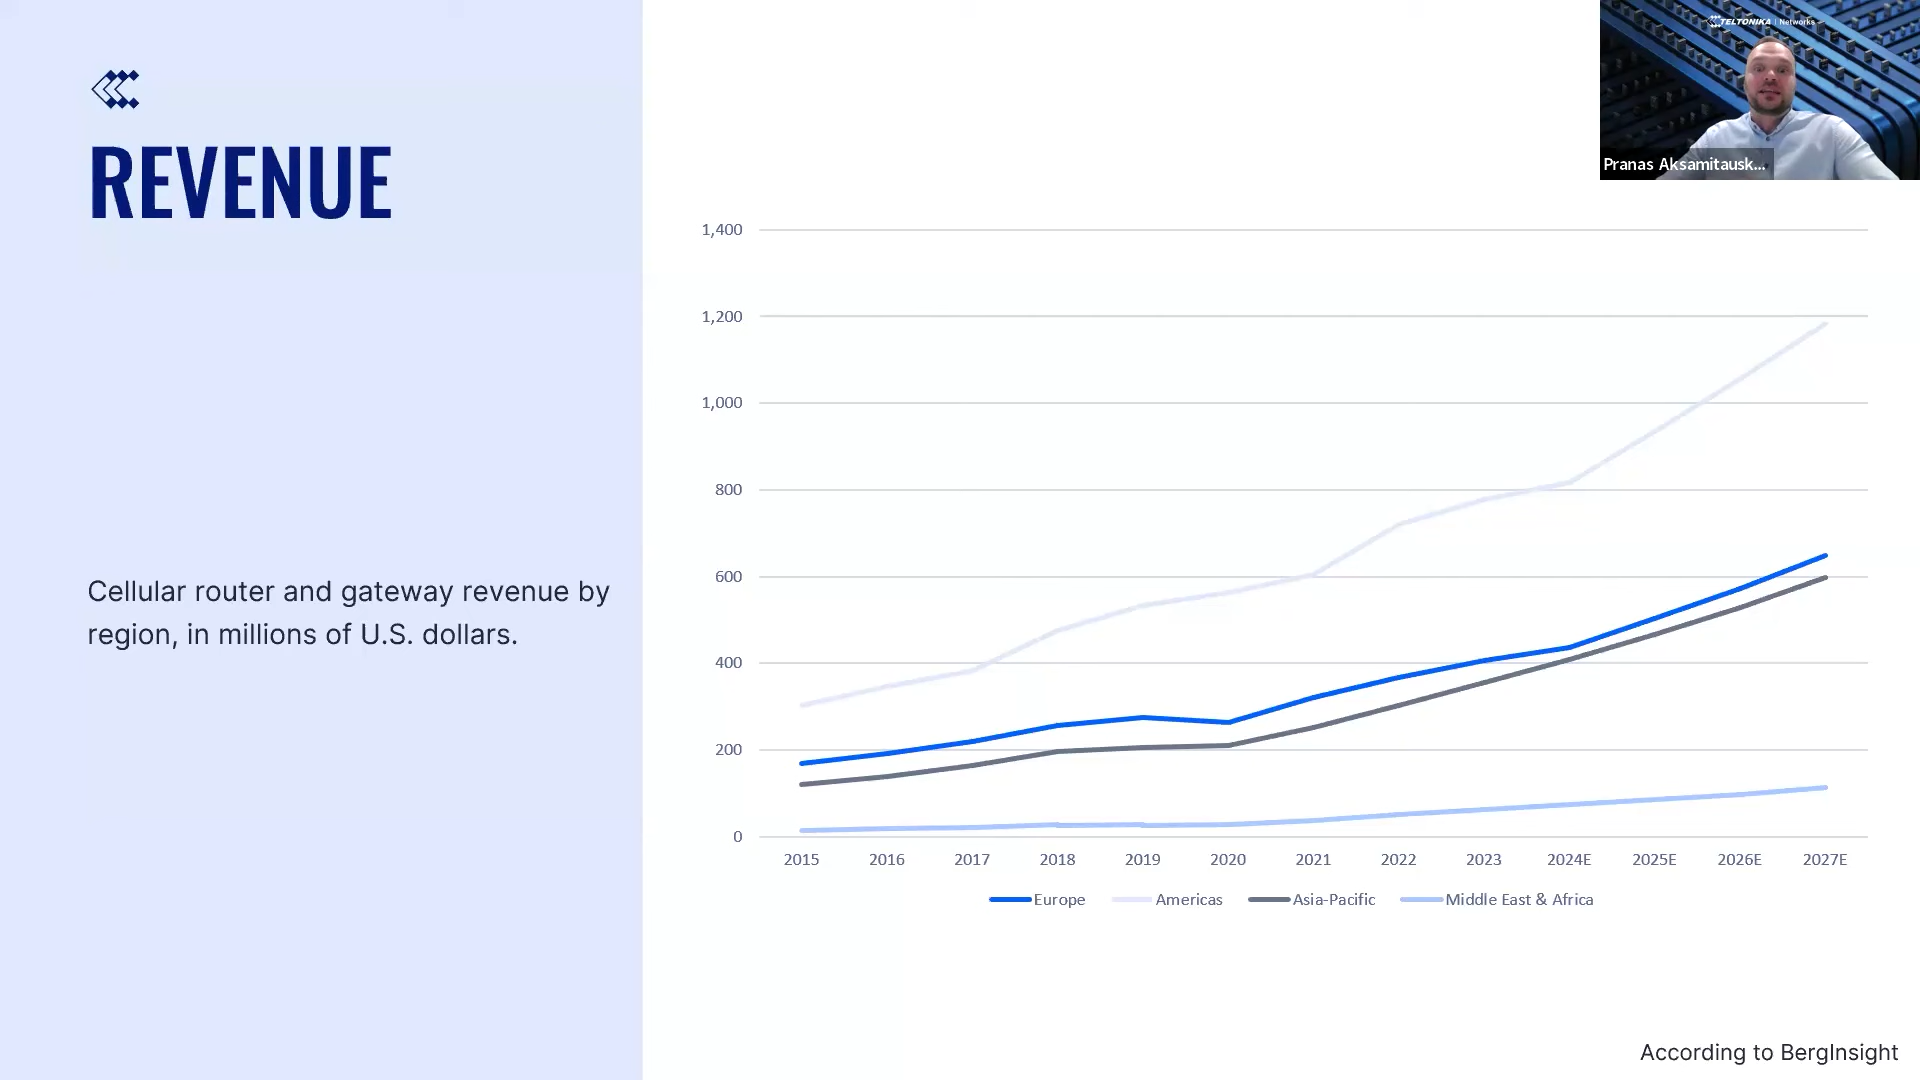 TELTONIKA | Networks
Pranas Aksamitausk...
REVENUE
Cellular router and gateway revenue by
region, in millions of U.S. dollars.
1,400
1,200
1,000
800
600
400
200
0
2015 2016 2017 2018 2019 2020 2021 2022 2023 2024E 2025E 2026E 2027E
Europe Americas Asia-Pacific Middle East & Africa
According to BergInsight